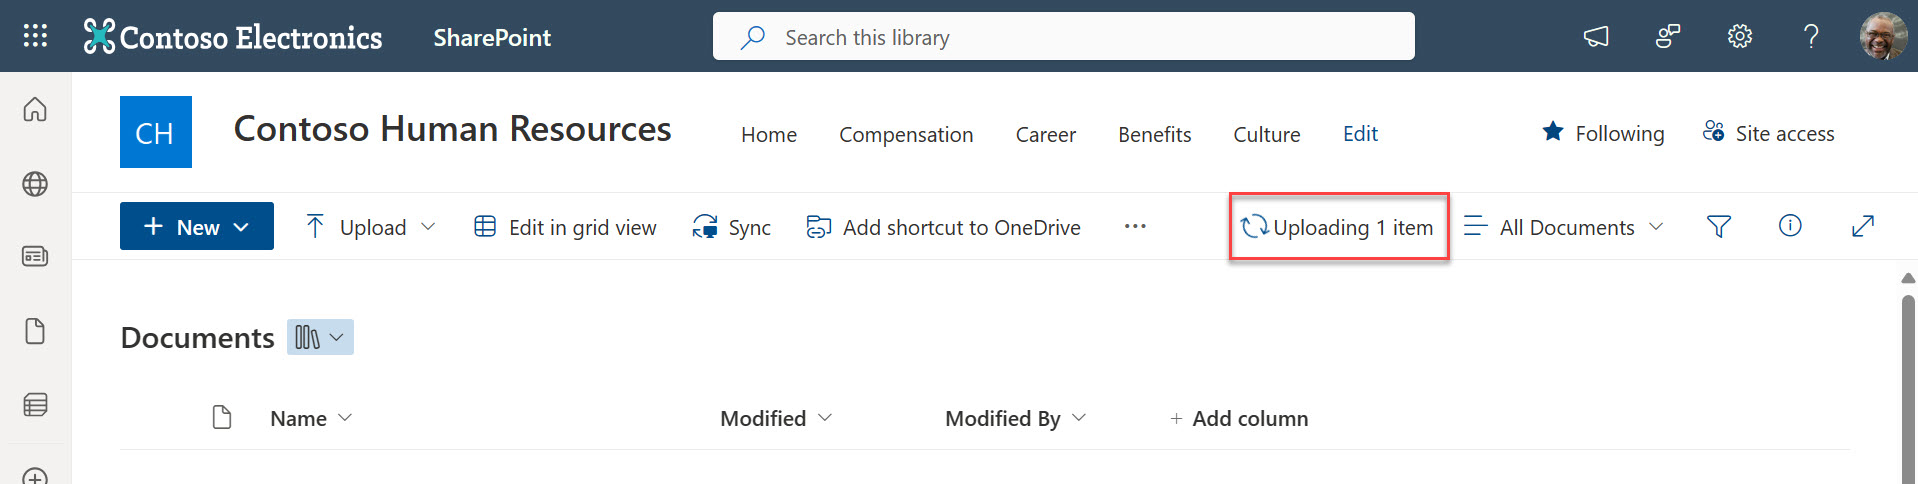 Contoso Electronics SharePoint Search this library
CH Contoso Human Resources Home Compensation Career Benefits Culture Edit Following Site access
New Upload Edit in grid view Sync Add shortcut to OneDrive Uploading 1 item All Documents
Documents
Name Modified Modified By + Add column